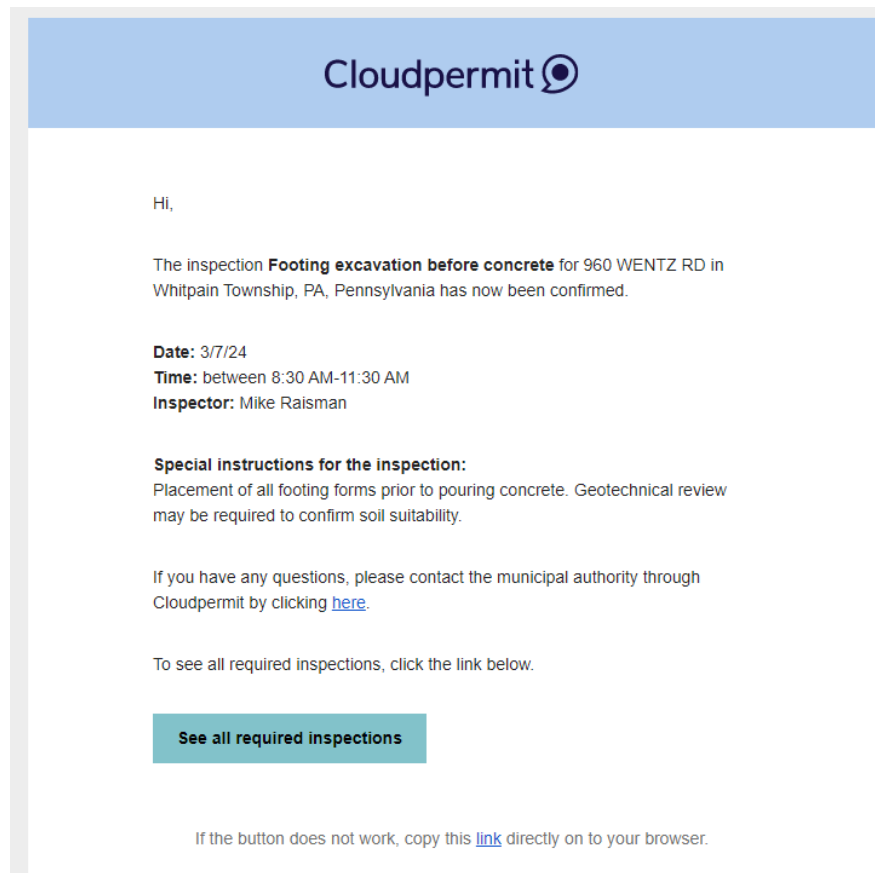 Cloudpermit
Hi,
The inspection Footing excavation before concrete for 960 WENTZ RD in
Whitpain Township, PA, Pennsylvania has now been confirmed.
Date: 3/7/24
Time: between 8:30 AM-11:30 AM
Inspector: Mike Raisman
Special instructions for the inspection:
Placement of all footing forms prior to pouring concrete. Geotechnical review
may be required to confirm soil suitability.
If you have any questions, please contact the municipal authority through
Cloudpermit by clicking here.
To see all required inspections, click the link below.
See all required inspections
If the button does not work, copy this link directly on to your browser.